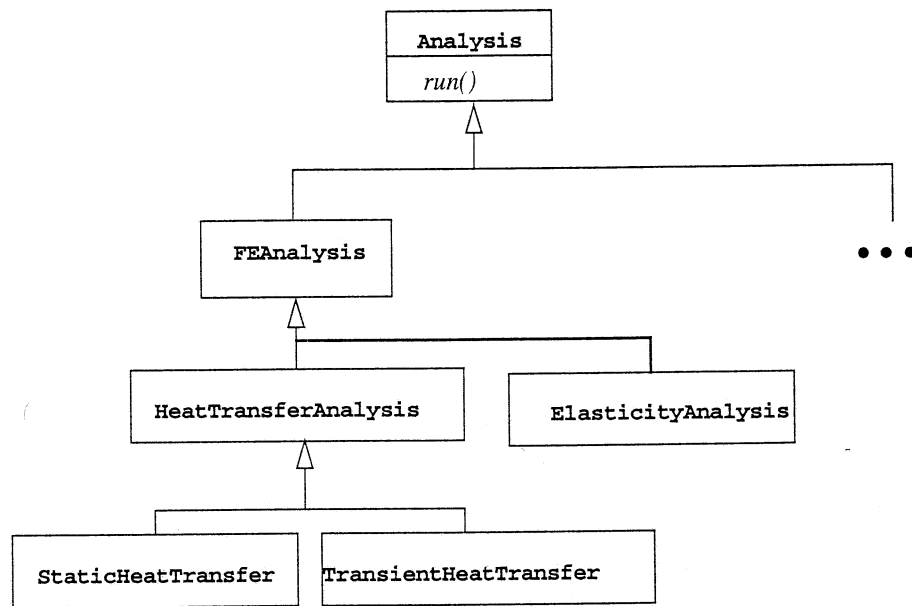 Analysis
run()
FEAnalysis
• • •
HeatTransferAnalysis
ElasticityAnalysis
StaticHeatTransfer
TransientHeatTransfer